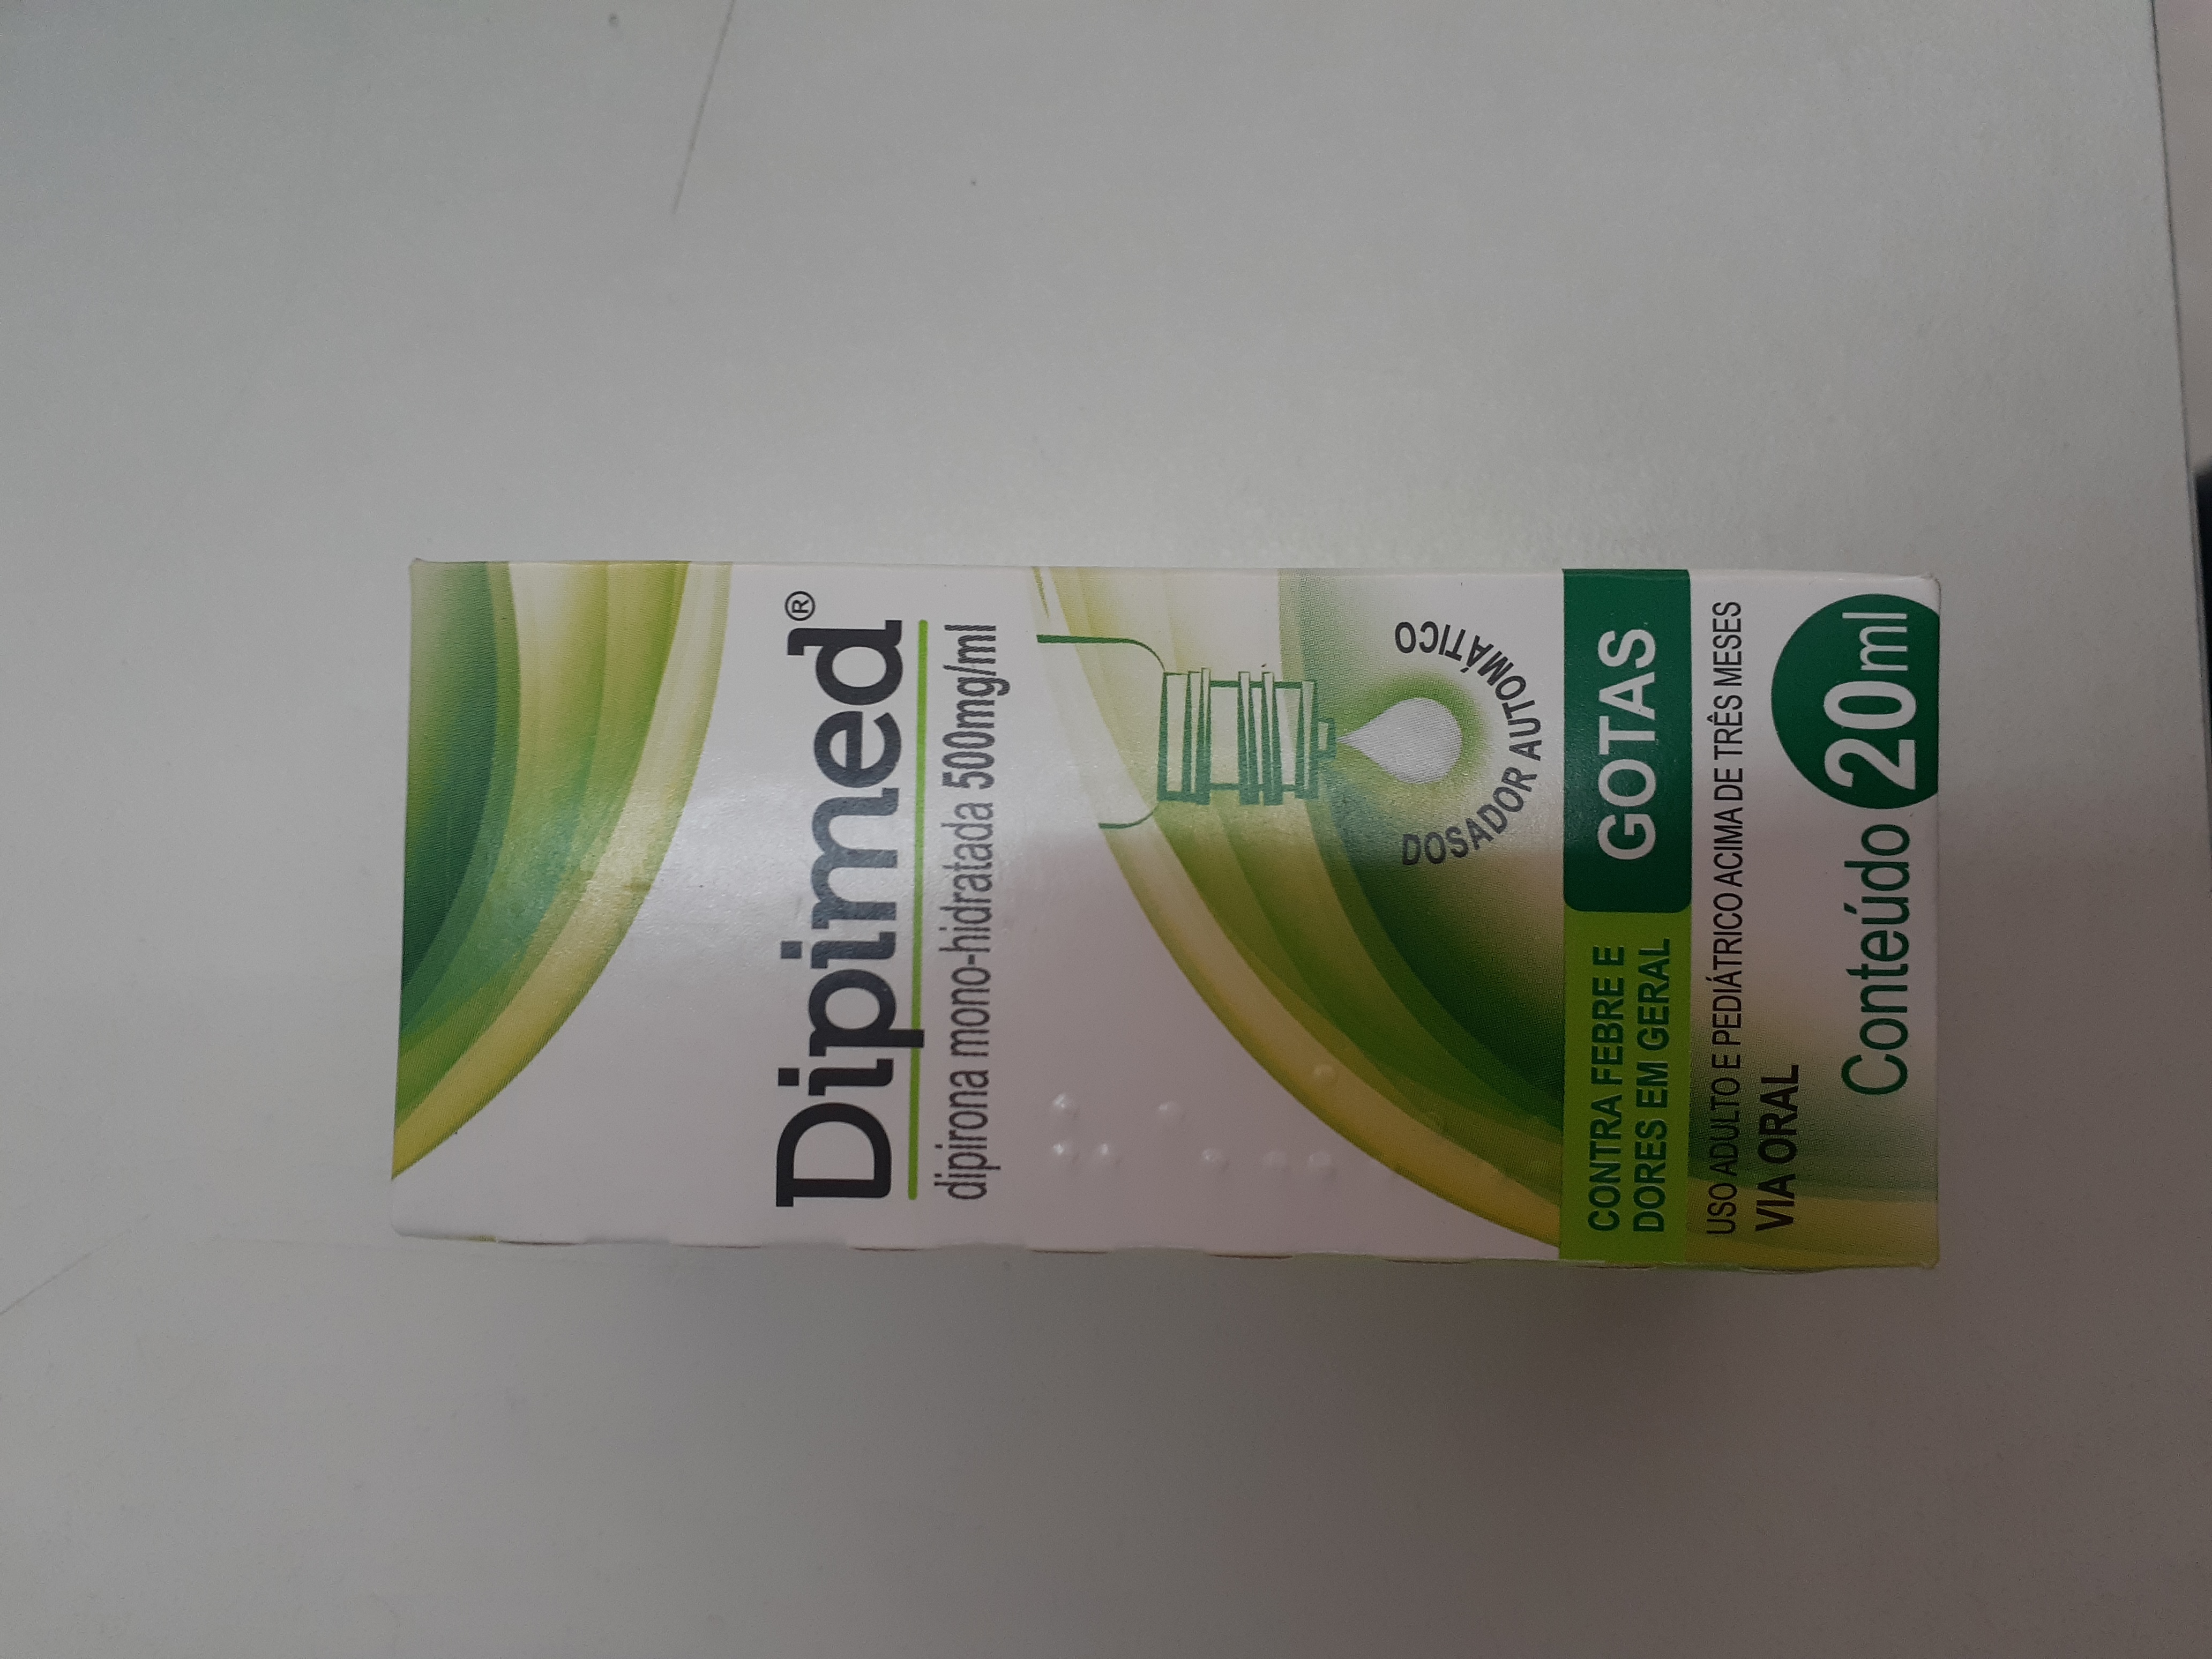 Dipimed®
dipirona mono-hidratada 500mg/ml
DOSADOR AUTOMÁTICO
CONTRA FEBRE E
DORES EM GERAL
GOTAS
USO ADULTO E PEDIÁTRICO ACIMA DE TRÊS MESES
VIA ORAL
Conteúdo 20ml